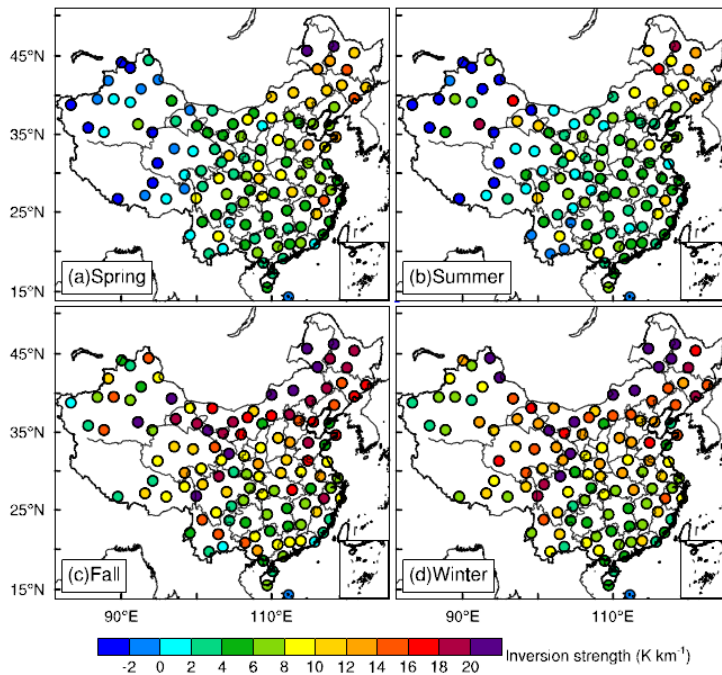 45°N
35°N
25°N
15°N
(a)Spring
(b)Summer
45°N
35°N
25°N
15°N
(c)Fall
(d)Winter
90°E 110°E 90°E 110°E
-2 0 2 4 6 8 10 12 14 16 18 20
Inversion strength (K km⁻¹)